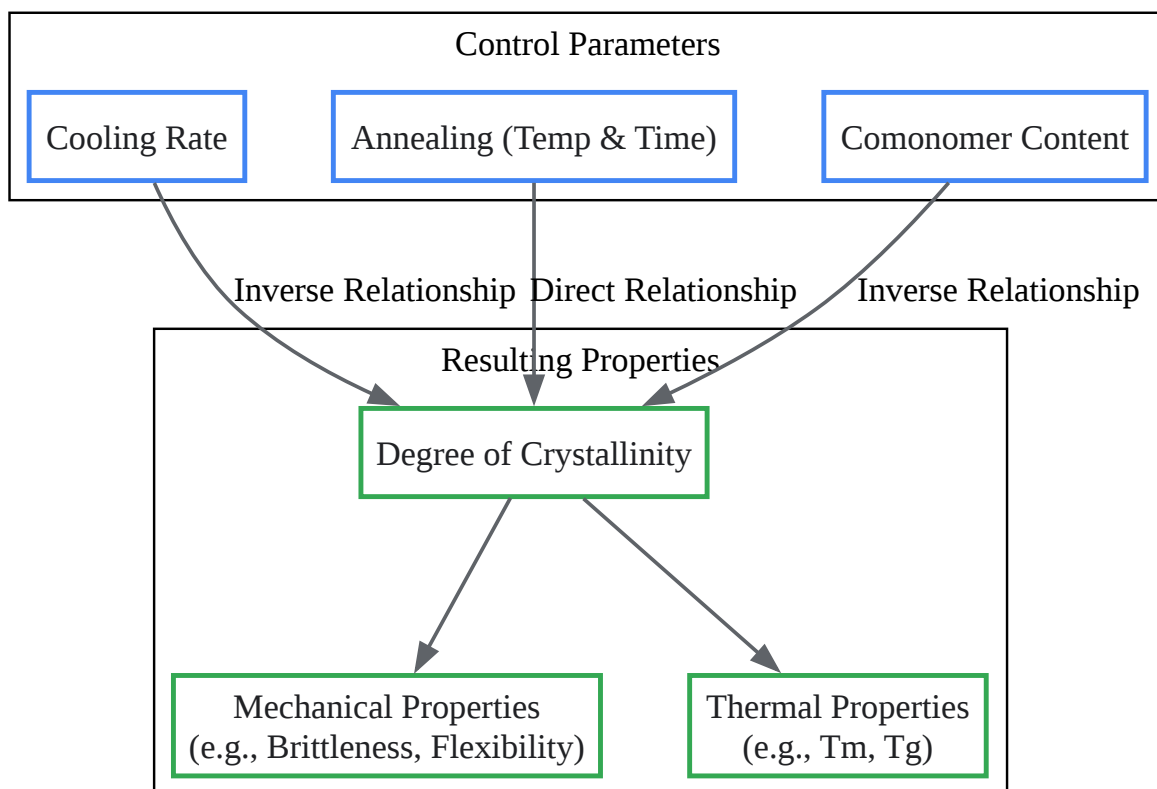 Control Parameters
Cooling Rate
Annealing (Temp & Time)
Comonomer Content
Inverse Relationship
Direct Relationship
Inverse Relationship
Resulting Properties
Degree of Crystallinity
Mechanical Properties
(e.g., Brittleness, Flexibility)
Thermal Properties
(e.g., Tm, Tg)